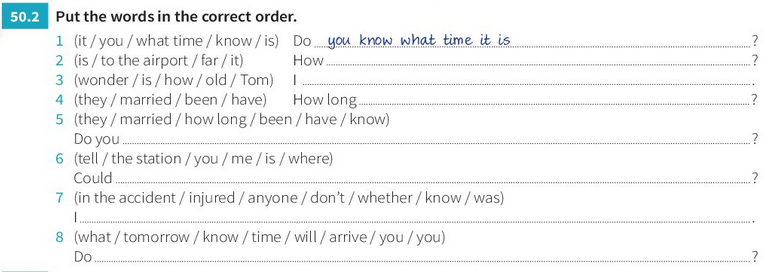 50.2 Put the words in the correct order.
1 (it / you / what time / know / is) Do you know what time it is ?
2 (is / to the airport / far / it) How ?
3 (wonder / is / how / old / Tom) I .
4 (they / married / been / have) How long ?
5 (they / married / how long / been / have / know)
Do you ?
6 (tell / the station / you / me / is / where)
Could ?
7 (in the accident / injured / anyone / don't / whether / know / was)
I .
8 (what / tomorrow / know / time / will / arrive / you / you)
Do ?